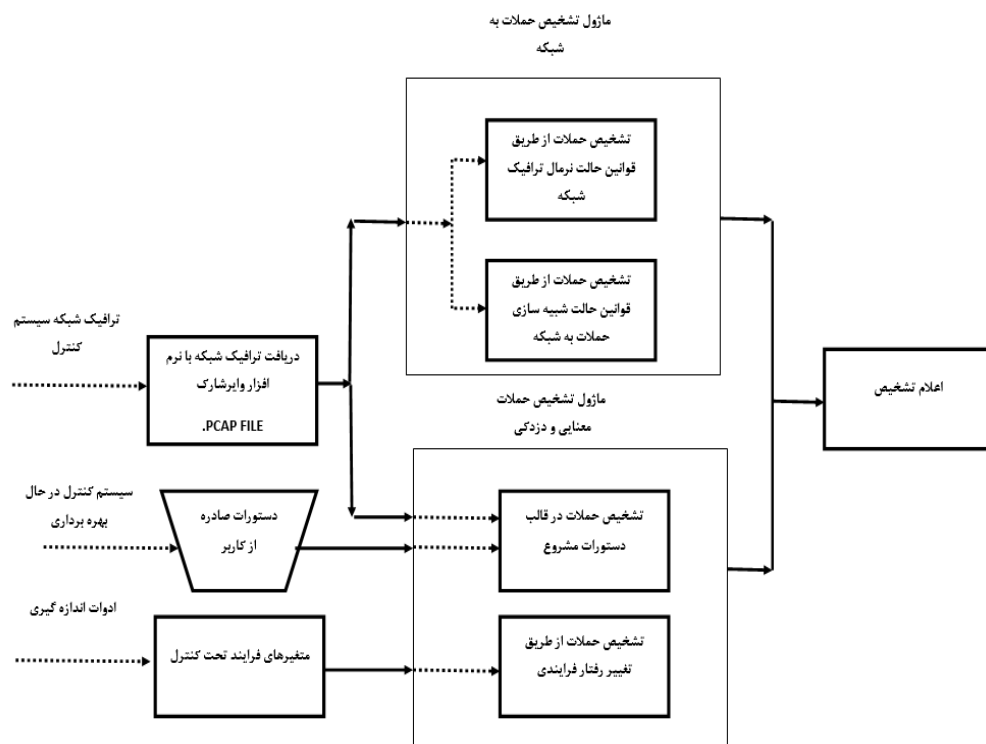 ماژول تشخیص حملات به
شبکه
تشخیص حملات از طریق
قوانین حالت نرمال ترافیک
شبکه
تشخیص حملات از طریق
قوانین حالت شبیه سازی
حملات به شبکه
ترافیک شبکه سیستم
کنترل
دریافت ترافیک شبکه با نرم
افزار وایرشارک
.PCAP FILE
اعلام تشخیص
ماژول تشخیص حملات
معنایی و دزدکی
سیستم کنترل در حال
بهره برداری
دستورات صادره
از کاربر
تشخیص حملات در قالب
دستورات مشروع
ادوات اندازه گیری
متغیرهای فرایند تحت کنترل
تشخیص حملات از طریق
تغییر رفتار فرایندی